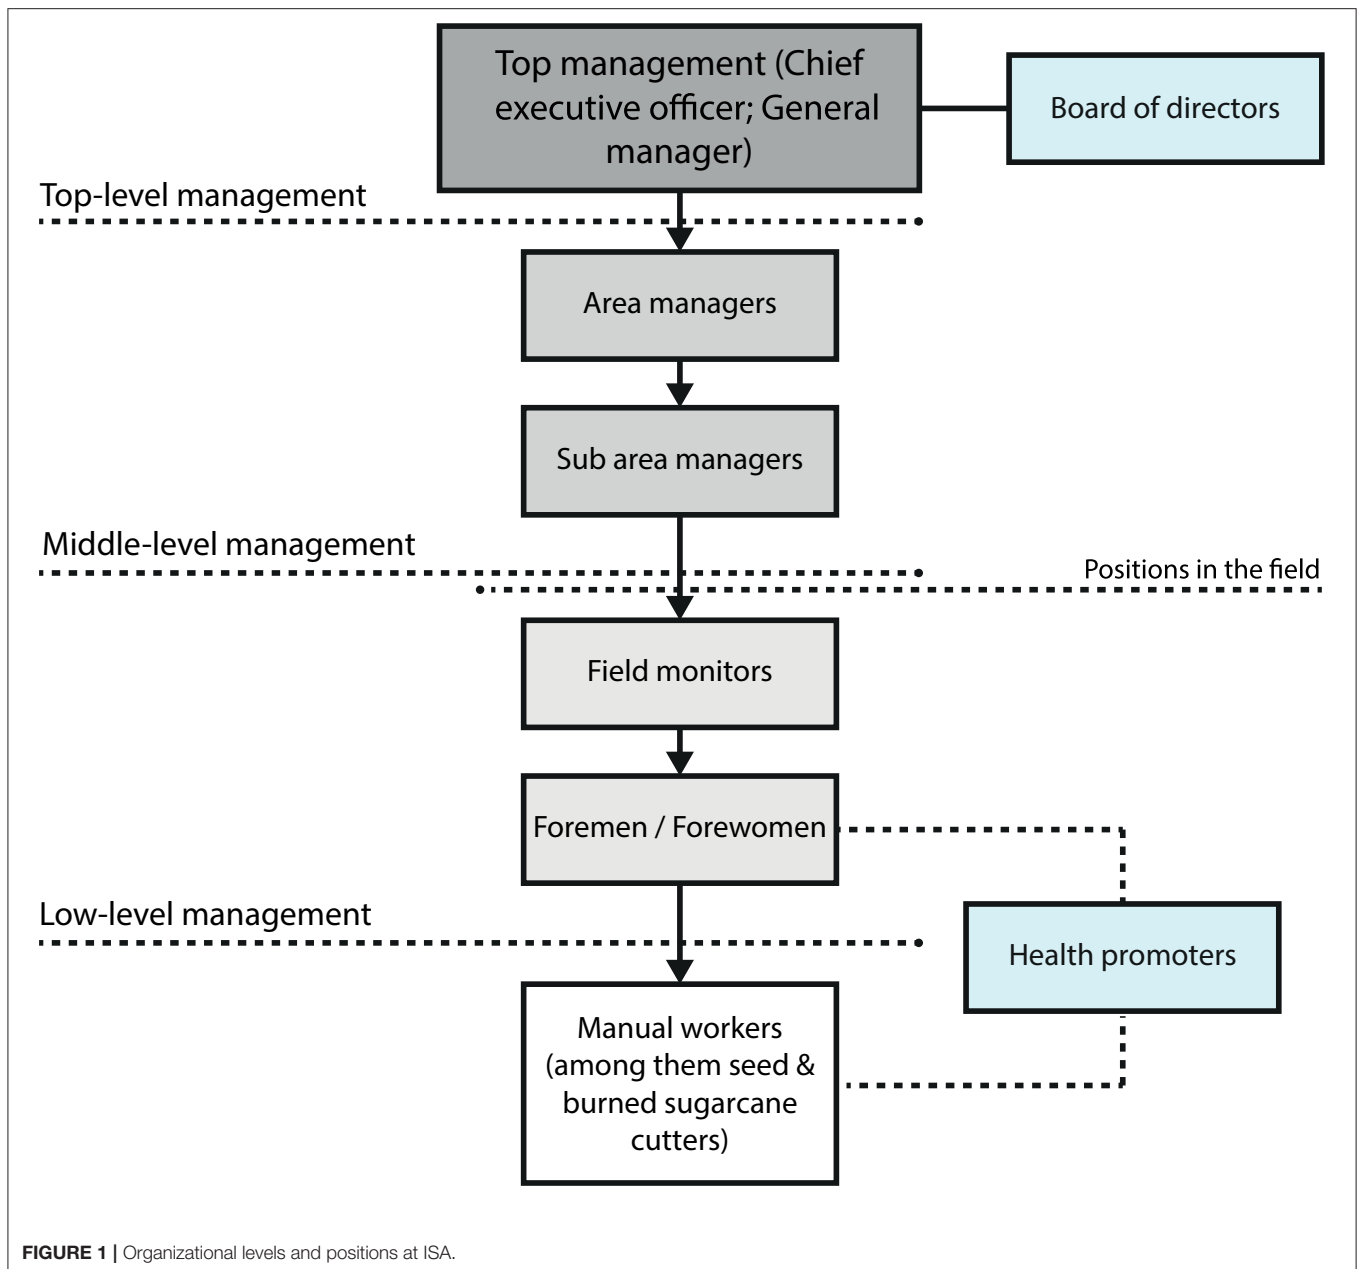 Top management (Chief
executive officer; General
manager)
Board of directors
Top-level management
Area managers
Sub area managers
Middle-level management
Positions in the field
Field monitors
Foremen / Forewomen
Low-level management
Health promoters
Manual workers
(among them seed &
burned sugarcane
cutters)
FIGURE 1 | Organizational levels and positions at ISA.